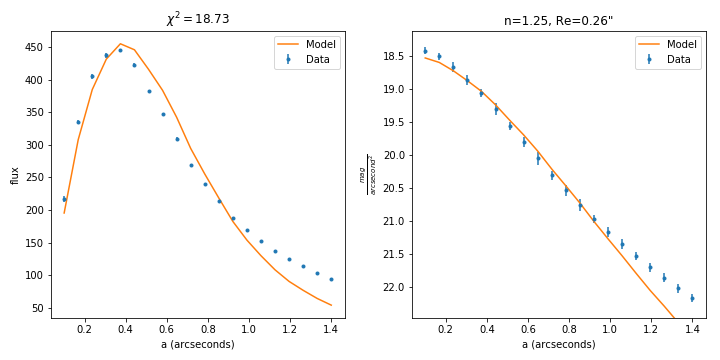 χ² = 18.73
Model
Data
flux
450
400
350
300
250
200
150
100
50
0.2 0.4 0.6 0.8 1.0 1.2 1.4
a (arcseconds)
n=1.25, Re=0.26"
Model
Data
mag
arcsecond²
18.5
19.0
19.5
20.0
20.5
21.0
21.5
22.0
0.2 0.4 0.6 0.8 1.0 1.2 1.4
a (arcseconds)